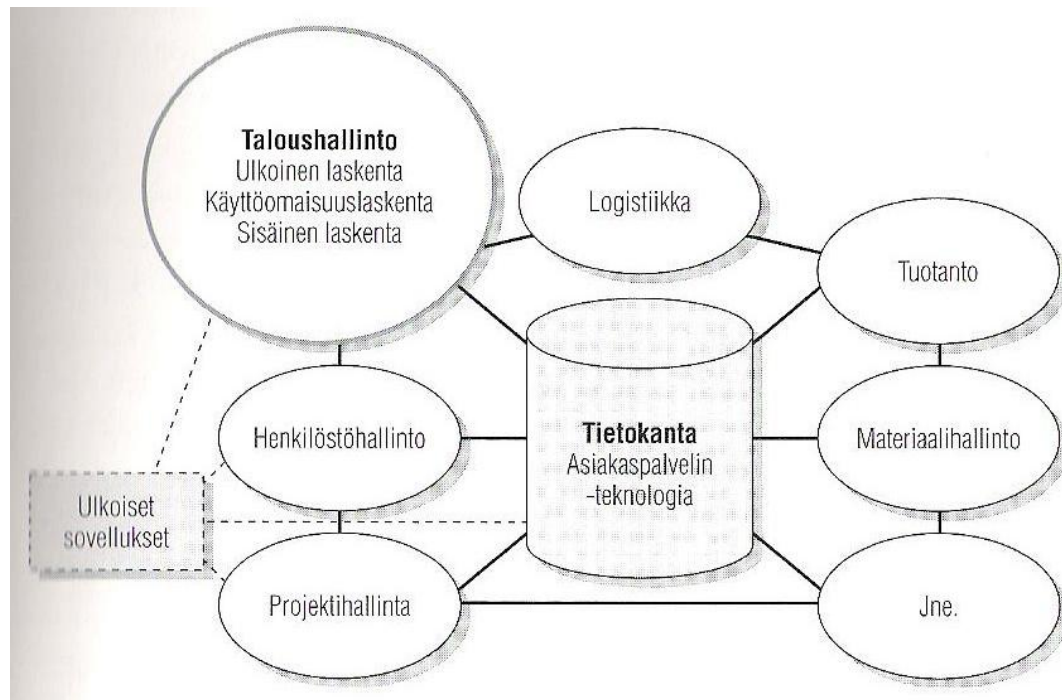 Taloushallinto
Ulkoinen laskenta
Käyttöomaisuuslaskenta
Sisäinen laskenta
Logistiikka
Tuotanto
Henkilöstöhallinto
Tietokanta
Asiakaspalvelin
-teknologia
Materiaalihallinto
Ulkoiset
sovellukset
Projektihallinta
Jne.